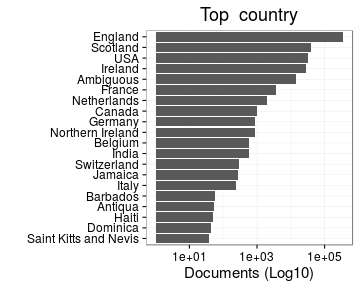 Top country
England
Scotland
USA
Ireland
Ambiguous
France
Netherlands
Canada
Germany
Northern Ireland
Belgium
India
Switzerland
Jamaica
Italy
Barbados
Antigua
Haiti
Dominica
Saint Kitts and Nevis
1e+01 1e+03 1e+05
Documents (Log10)